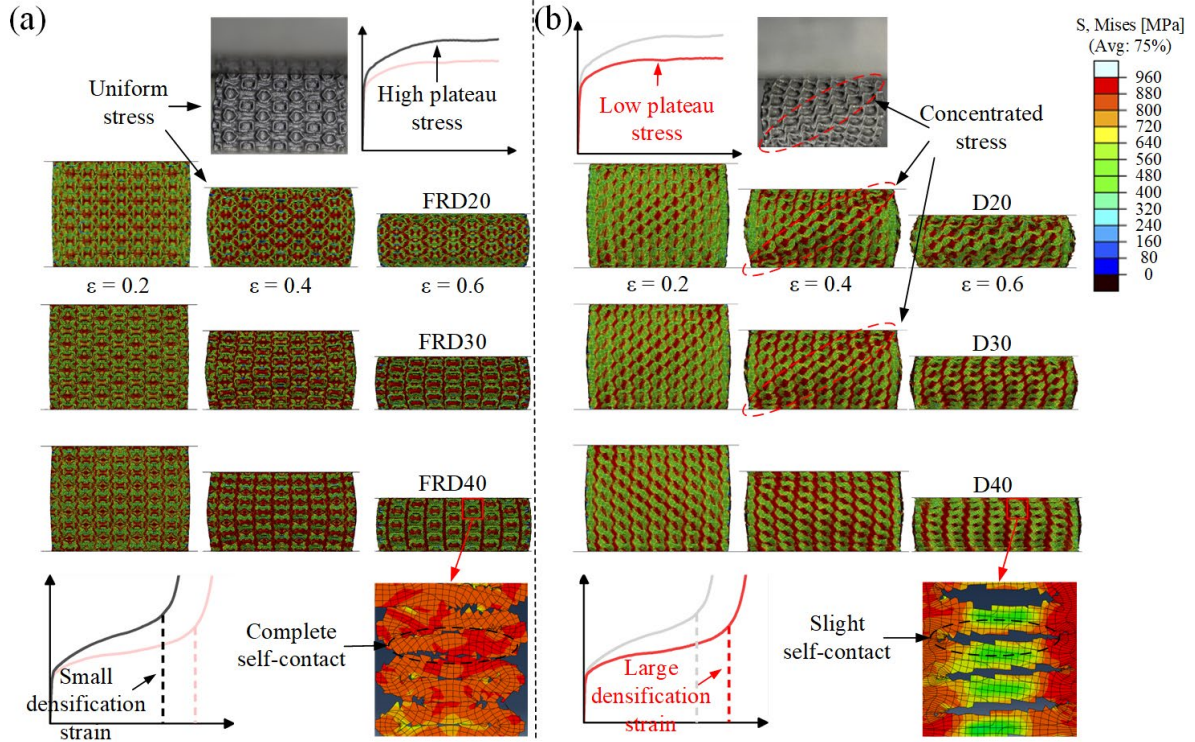 (a)
Uniform
stress
High plateau
stress
FRD20
ε = 0.2
ε = 0.4
ε = 0.6
FRD30
FRD40
Small
densification
strain
Complete
self-contact
(b)
Low plateau
stress
Concentrated
stress
D20
ε = 0.2
ε = 0.4
ε = 0.6
D30
D40
Large
densification
strain
Slight
self-contact
S, Mises [MPa]
(Avg: 75%)
960
880
800
720
640
560
480
400
320
240
160
80
0